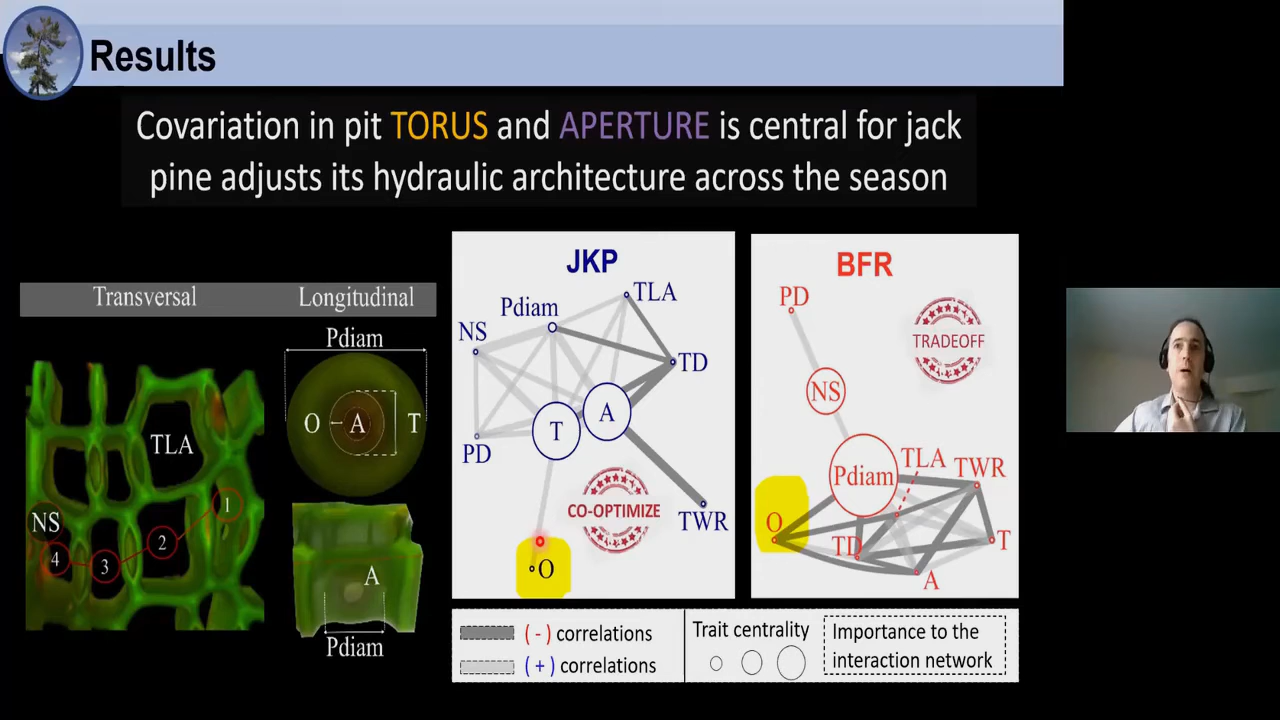 Results
Covariation in pit TORUS and APERTURE is central for jack
pine adjusts its hydraulic architecture across the season
Transversal
Longitudinal
Pdiam
O
A
T
TLA
NS
1
2
3
4
A
Pdiam
JKP
TLA
Pdiam
NS
TD
A
T
PD
CO-OPTIMIZE
TWR
O
BFR
PD
TRADEOFF
NS
Pdiam
TLA
TWR
O
TD
T
A
( - ) correlations
( + ) correlations
Trait centrality
Importance to the
interaction network